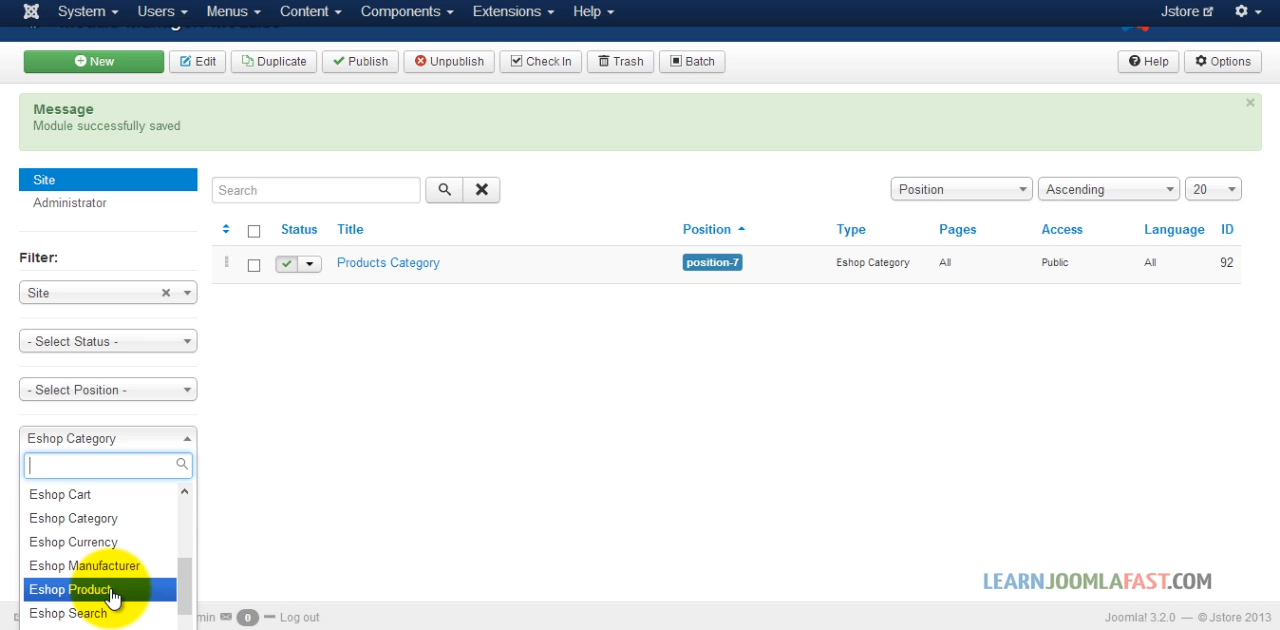 System Users Menus Content Components Extensions Help Jstore
New Edit Duplicate Publish Unpublish Check In Trash Batch Help Options
Message
Module successfully saved
Site
Administrator
Search
Position Ascending 20
Status Title Position Type Pages Access Language ID
Products Category position-7 Eshop Category All Public All 92
Filter:
Site
- Select Status -
- Select Position -
Eshop Category
Eshop Cart
Eshop Category
Eshop Currency
Eshop Manufacturer
Eshop Product
Eshop Search
LEARNJOOMLAFAST.COM
0 Log out
Joomla! 3.2.0 — © Jstore 2013